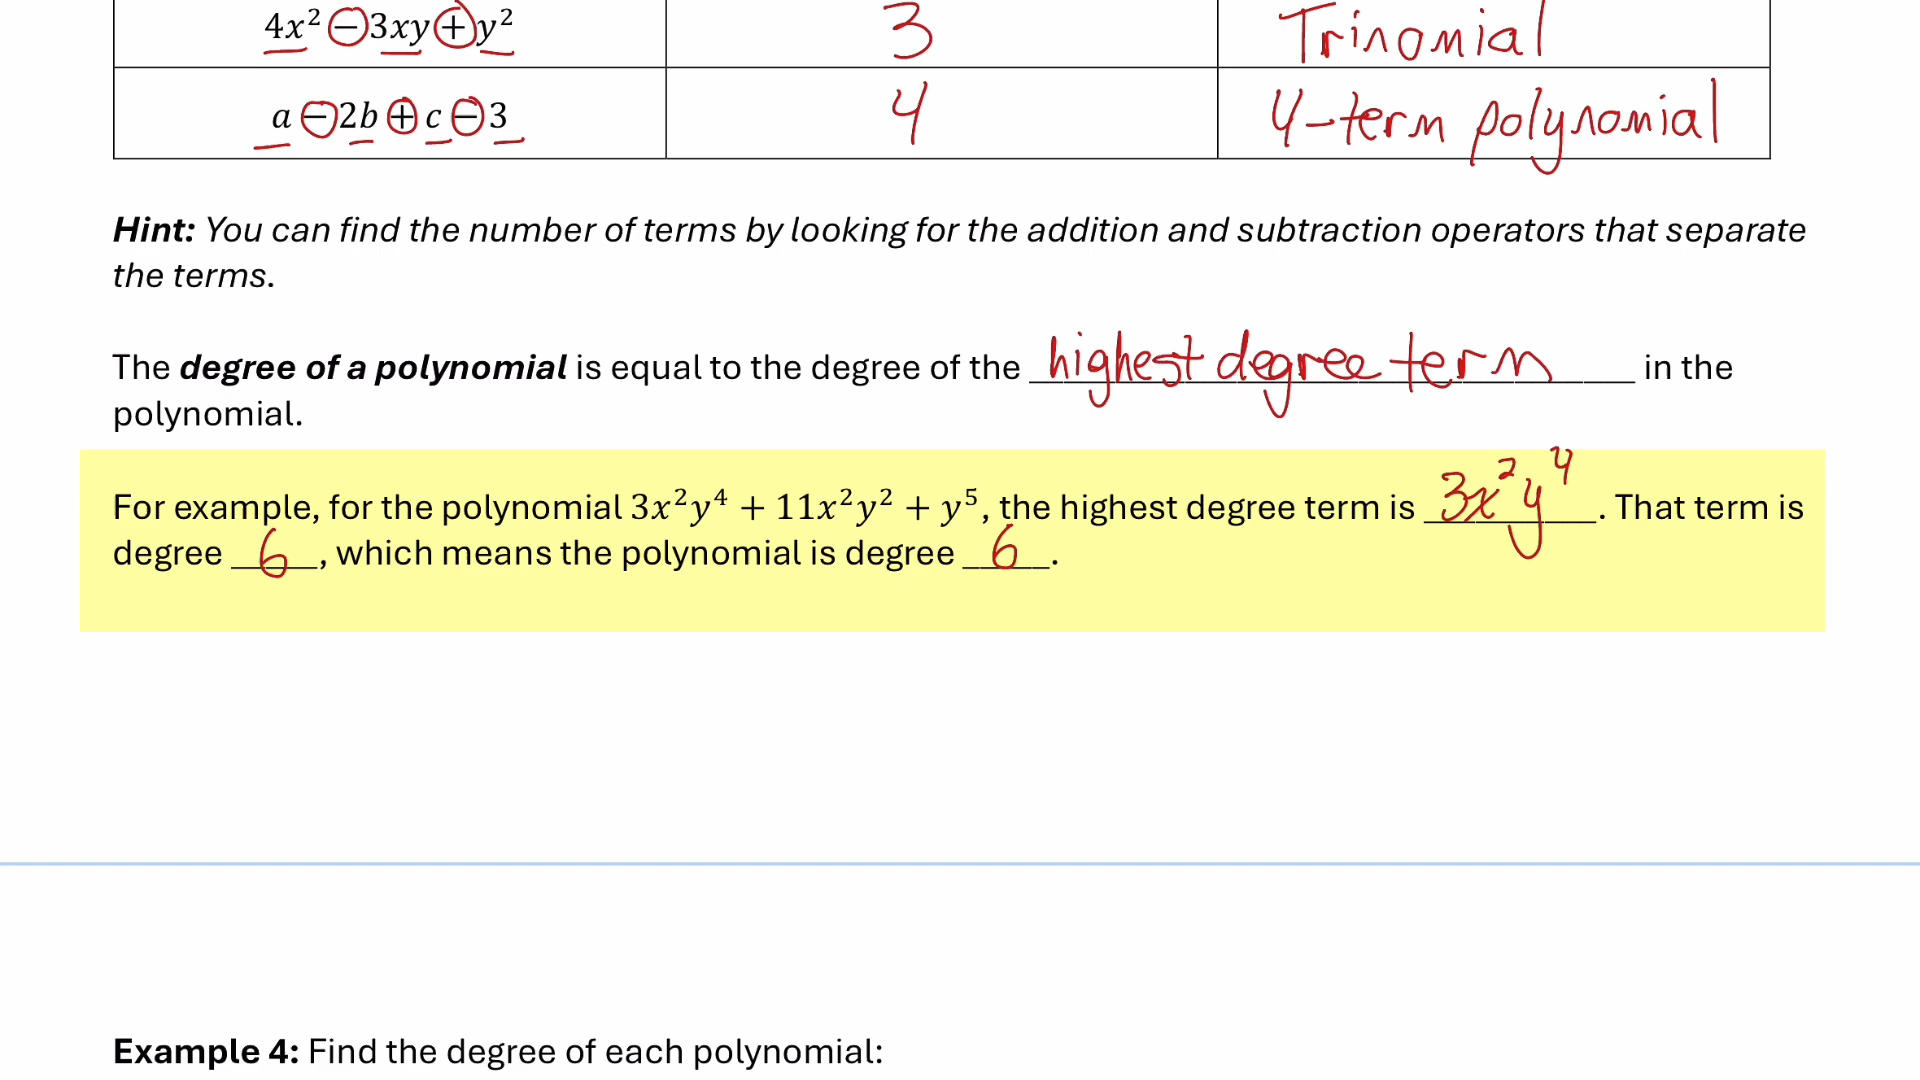 4x² − 3xy + y² 3 Trinomial
a − 2b + c − 3 4 4-term polynomial
Hint: You can find the number of terms by looking for the addition and subtraction operators that separate
the terms.
The degree of a polynomial is equal to the degree of the highest degree term in the
polynomial.
For example, for the polynomial 3x²y⁴ + 11x²y² + y⁵, the highest degree term is 3x²y⁴. That term is
degree 6, which means the polynomial is degree 6.
Example 4: Find the degree of each polynomial: